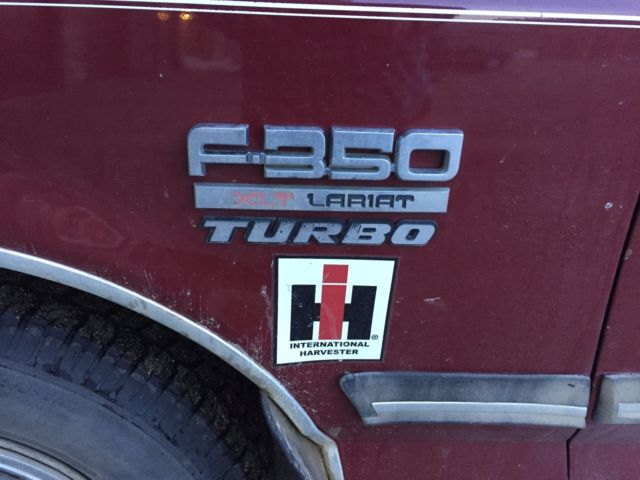 F-350
XLT LARIAT
TURBO
IH
®
INTERNATIONAL
HARVESTER